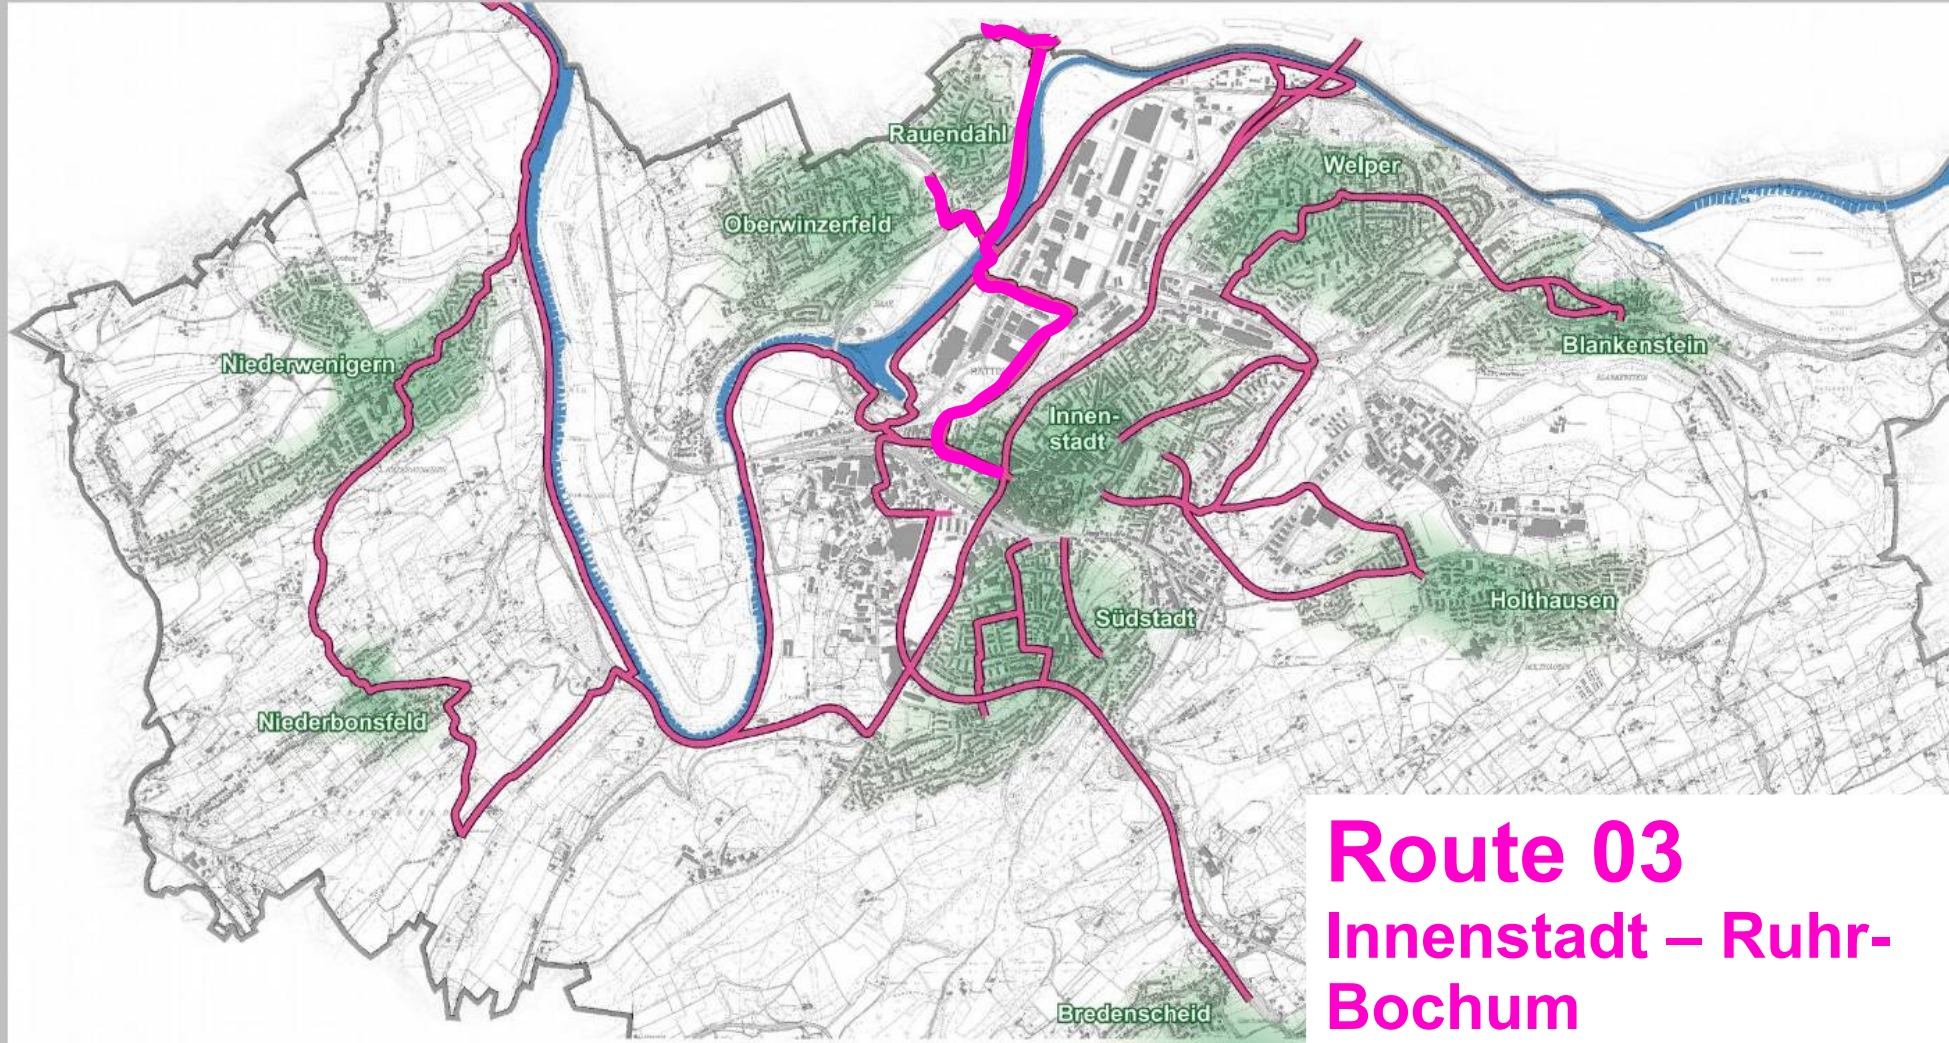 Rauendahl
Welper
Oberwinzerfeld
Blankenstein
Niederwenigern
Innen-
stadt
Holthausen
Südstadt
Niederbonsfeld
Bredenscheid
Route 03
Innenstadt – Ruhr-
Bochum